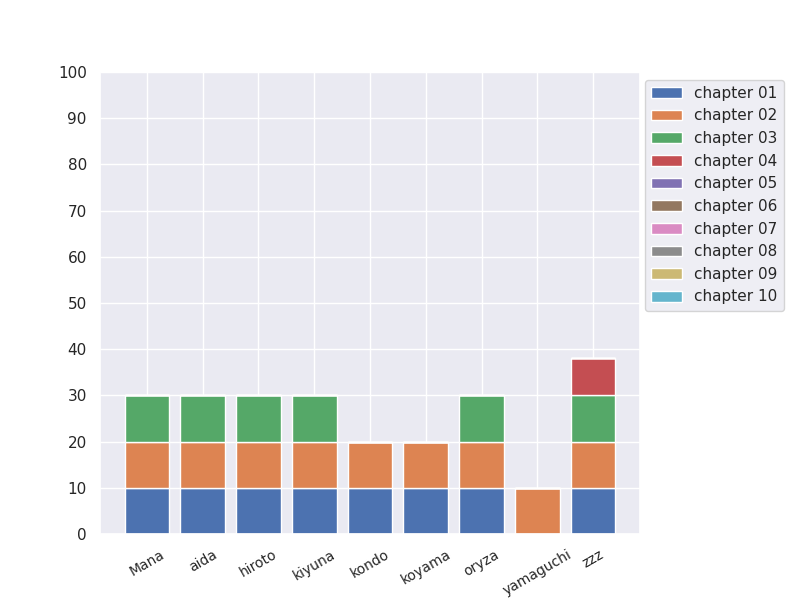 100
90
80
70
60
50
40
30
20
10
0
Mana
aida
hiroto
kiyuna
kondo
koyama
oryza
yamaguchi
zzz
chapter 01
chapter 02
chapter 03
chapter 04
chapter 05
chapter 06
chapter 07
chapter 08
chapter 09
chapter 10